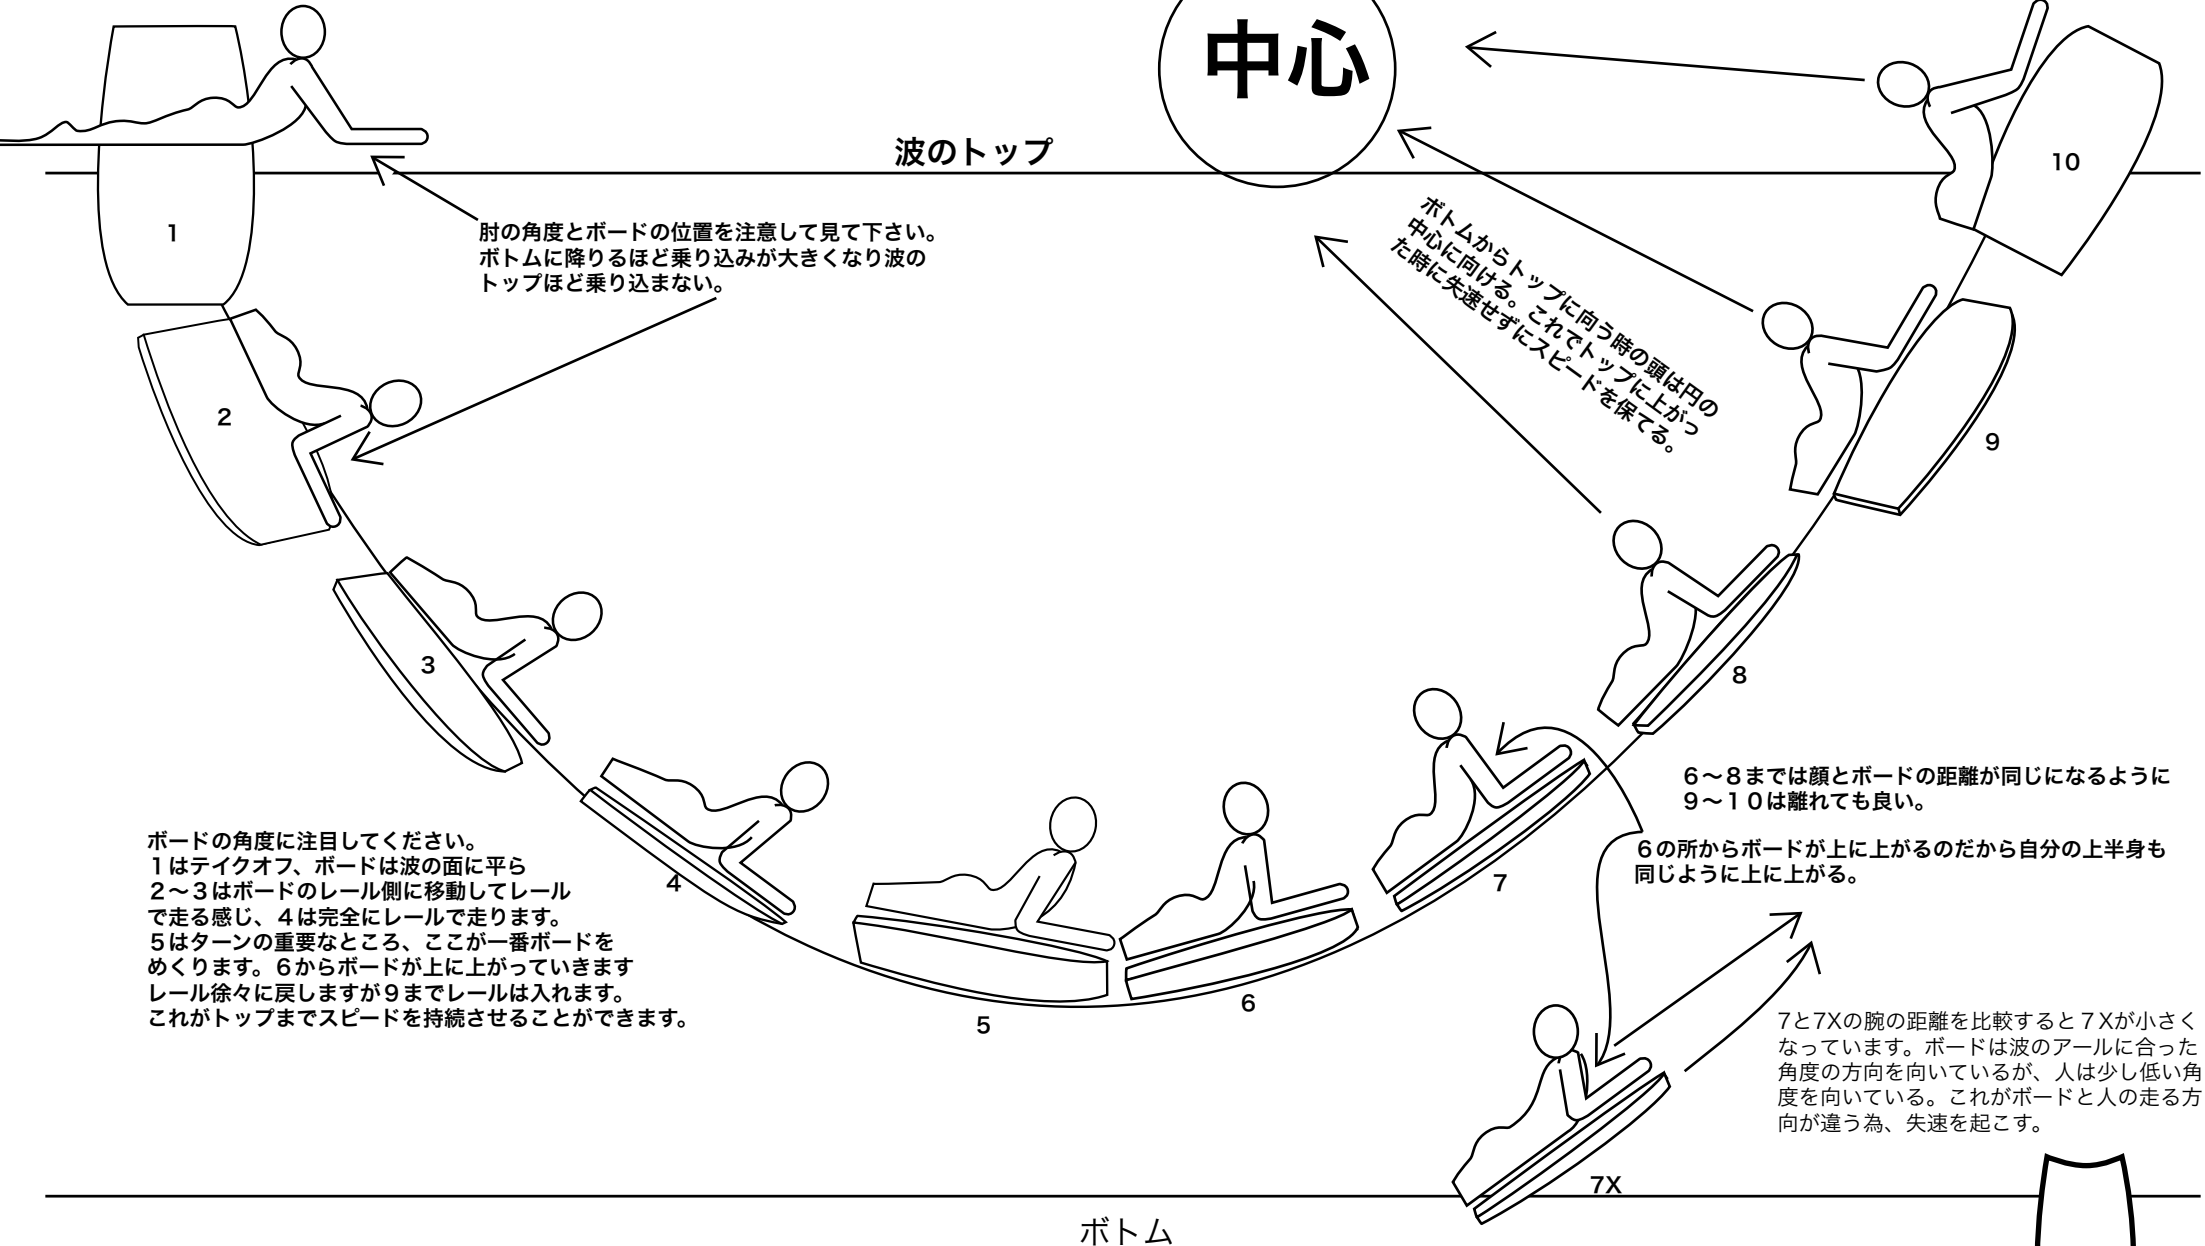 中心
波のトップ
1
10
肘の角度とボードの位置を注意して見て下さい。
ボトムに降りるほど乗り込みが大きくなり波の
トップほど乗り込まない。
ボトムからトップに向う時の頭は円の
中心に向ける。これでトップに上がっ
た時に失速せずにスピードを保てる。
2
9
3
8
4
7
6〜8までは顔とボードの距離が同じになるように
9〜10は離れても良い。
6の所からボードが上に上がるのだから自分の上半身も
同じように上に上がる。
ボードの角度に注目してください。
1はテイクオフ、ボードは波の面に平ら
2〜3はボードのレール側に移動してレール
で走る感じ、4は完全にレールで走ります。
5はターンの重要なところ、ここが一番ボードを
めくります。6からボードが上に上がっていきます
レール徐々に戻しますが9までレールは入れます。
これがトップまでスピードを持続させることができます。
5
6
7と7Xの腕の距離を比較すると7Xが小さく
なっています。ボードは波のアールに合った
角度の方向を向いているが、人は少し低い角
度を向いている。これがボードと人の走る方
向が違う為、失速を起こす。
7X
ボトム